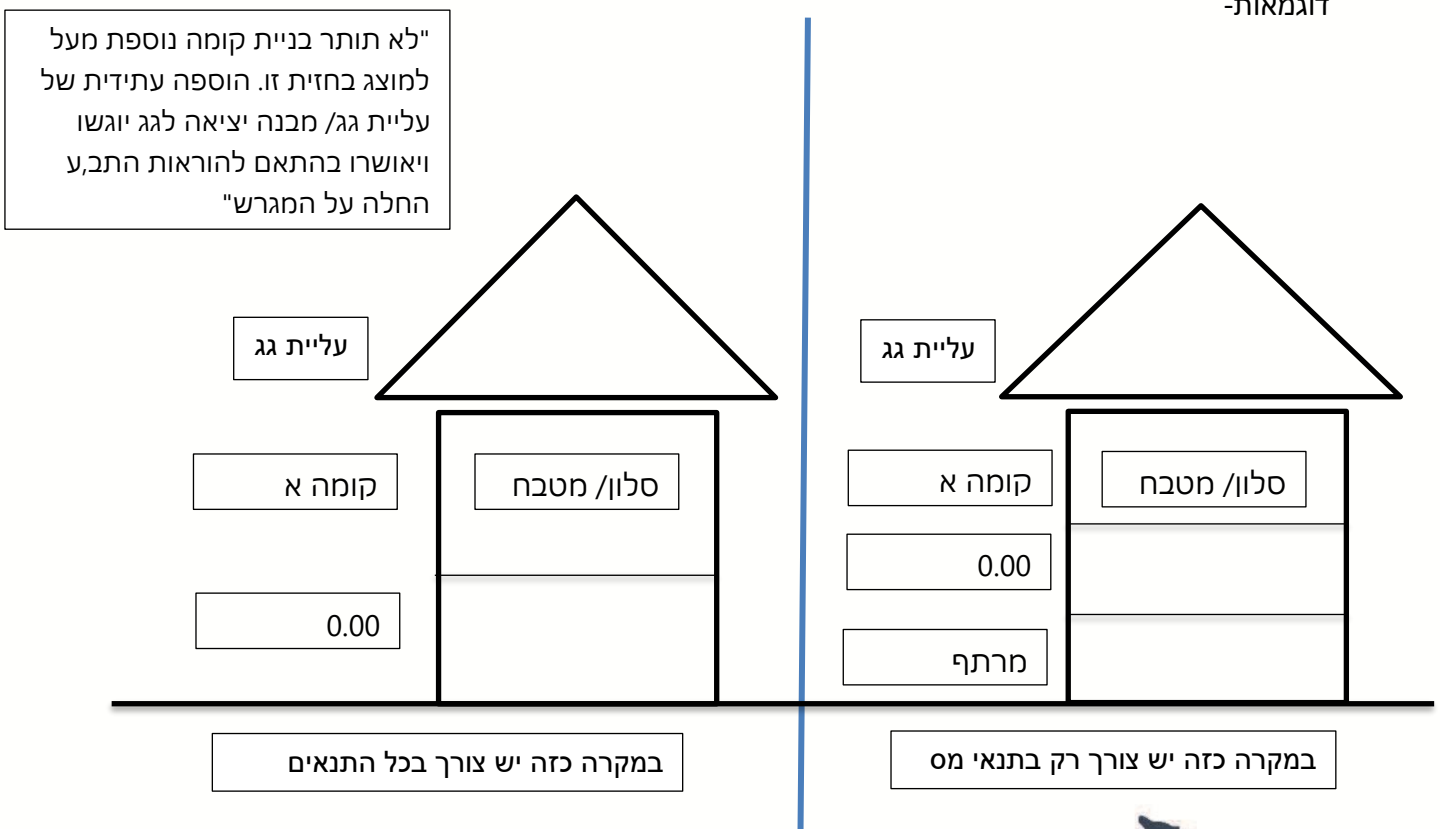 דוגמאות-
עליית גג
קומה א
סלון/ מטבח
0.00
מרתף
במקרה כזה יש צורך רק בתנאי מס
"לא תותר בניית קומה נוספת מעל
למוצג בחזית זו. הוספה עתידית של
עליית גג/ מבנה יציאה לגג יוגשו
ויאושרו בהתאם להוראות התב,ע
החלה על המגרש"
עליית גג
קומה א
סלון/ מטבח
0.00
במקרה כזה יש צורך בכל התנאים